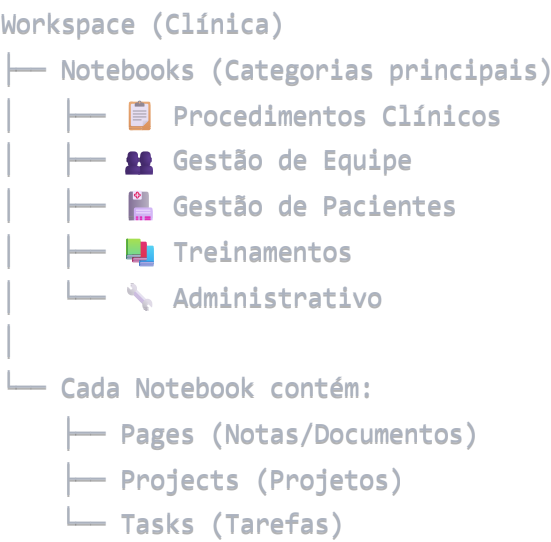 Workspace (Clínica)
├── Notebooks (Categorias principais)
│   ├── 📋 Procedimentos Clínicos
│   ├── 👥 Gestão de Equipe
│   ├── 🏥 Gestão de Pacientes
│   ├── 📚 Treinamentos
│   └── 🔧 Administrativo
│
└── Cada Notebook contém:
    ├── Pages (Notas/Documentos)
    ├── Projects (Projetos)
    └── Tasks (Tarefas)